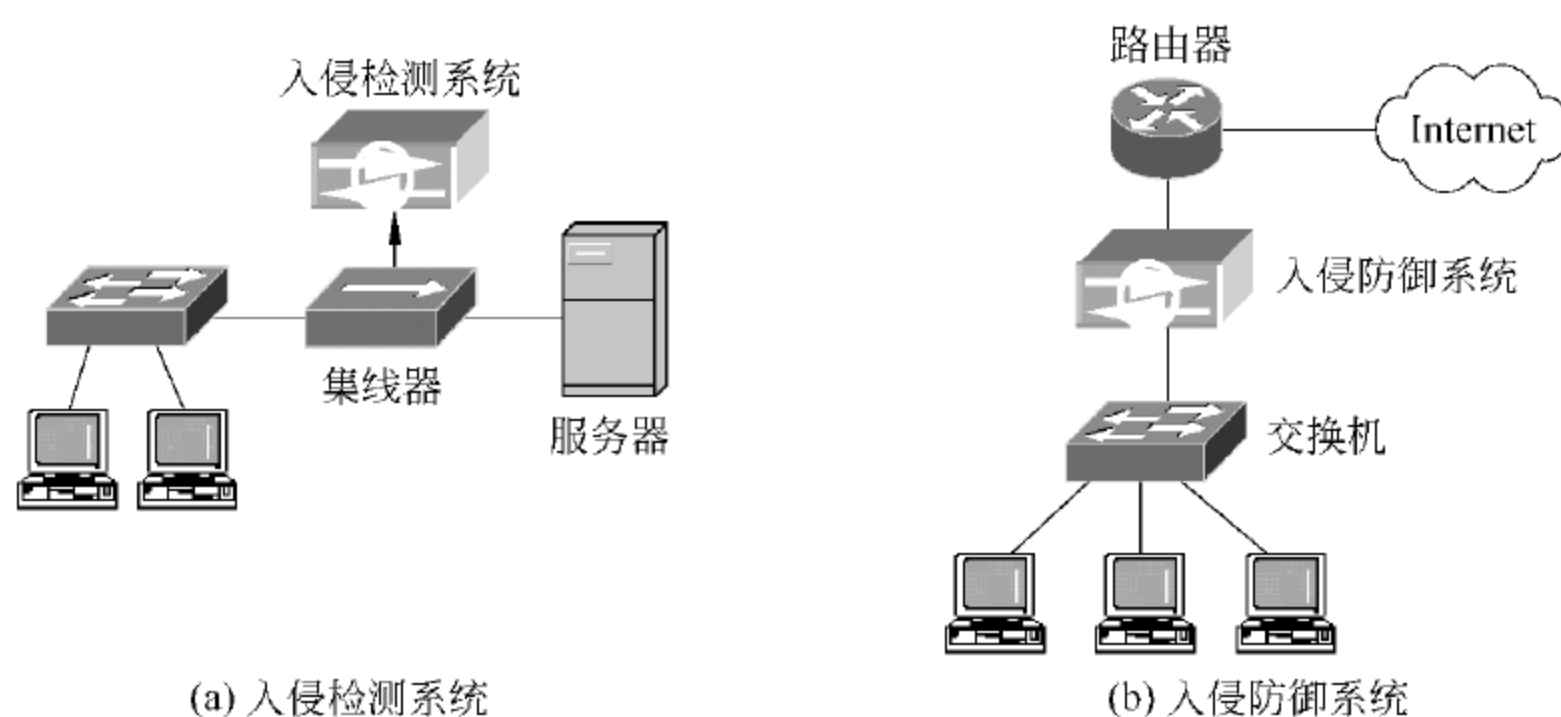 入侵检测系统
集线器
服务器
(a) 入侵检测系统
路由器
Internet
入侵防御系统
交换机
(b) 入侵防御系统